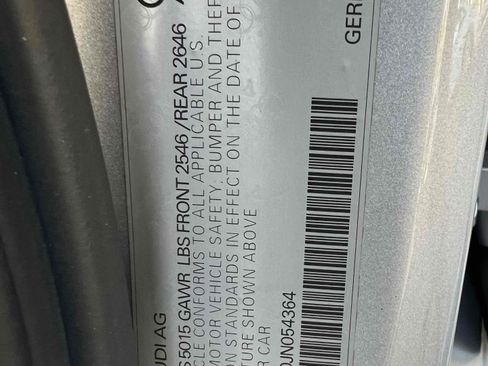 UDI AG
S 5015 GAWR LBS FRONT 2546 /REAR 2646
CLE CONFORMS TO ALL APPLICABLE U.S.
MOTOR VEHICLE SAFETY, BUMPER AND THEF
ON STANDARDS IN EFFECT ON THE DATE OF
TURE SHOWN ABOVE
R CAR
JN054364
GER